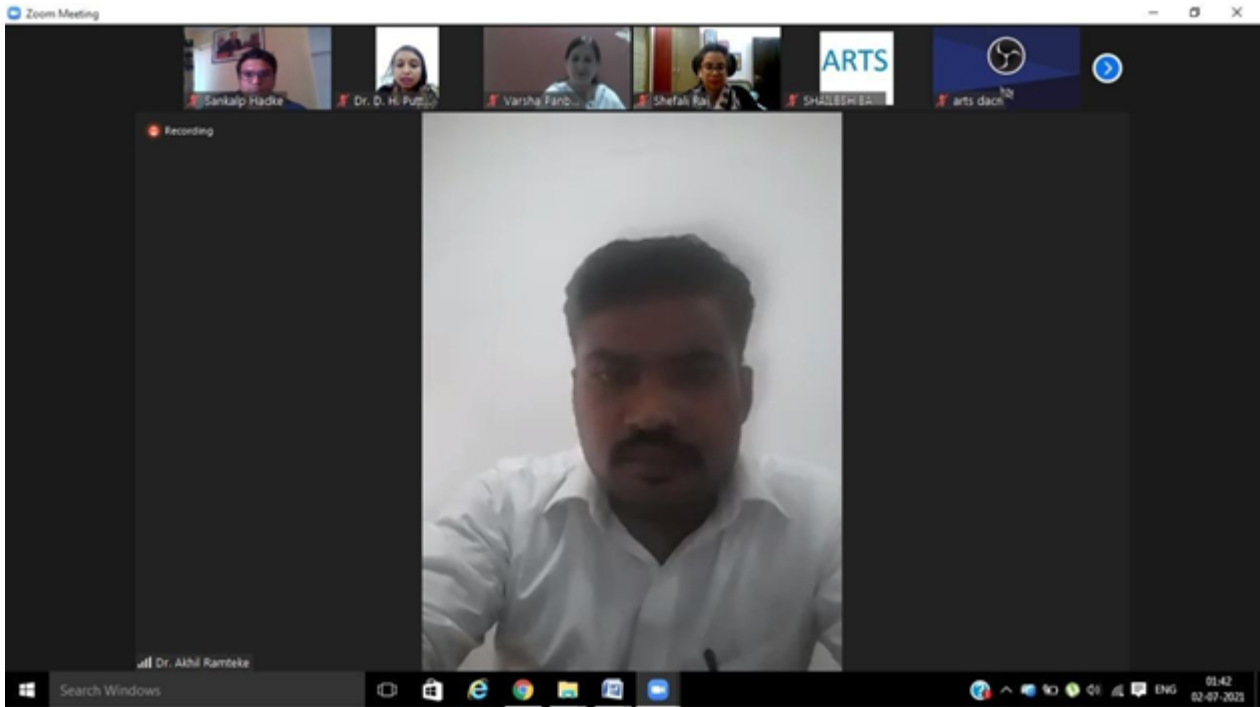 Zoom Meeting
Sankalp Hadke
Dr. D. H. Putt...
Varsha Panb...
Shefali Rai
ARTS
SHAILESH BA
arts dacn
Recording
Dr. Akhil Ramteke
Search Windows
ENG
01:42
02-07-2021